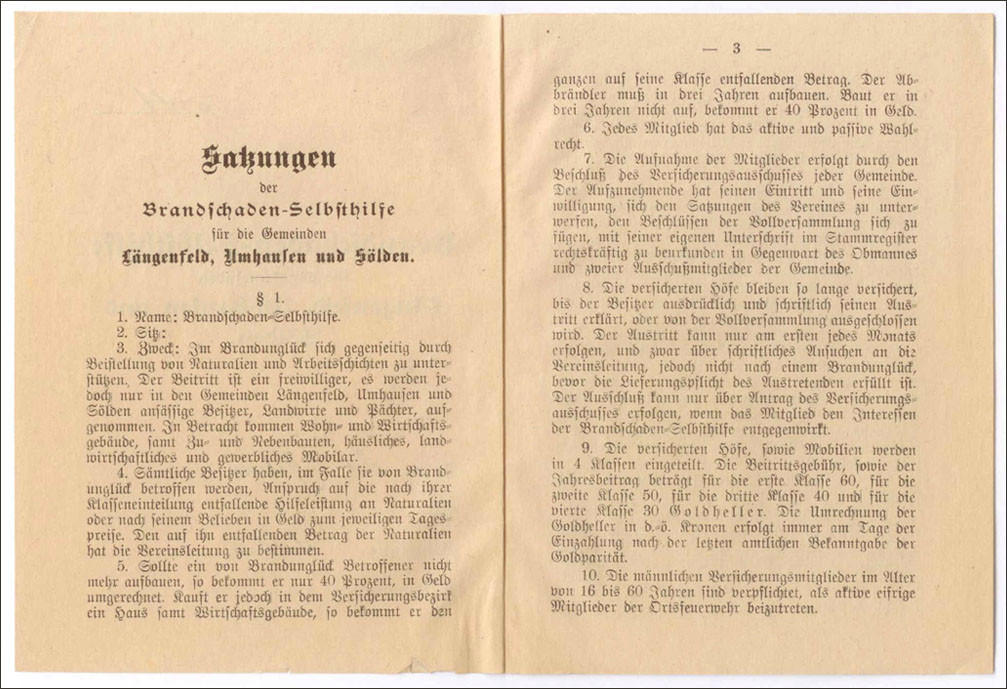 Satzungen
der
Brandschaden-Selbsthilfe
für die Gemeinden
Längenfeld, Umhausen und Sölden.
§ 1.
1. Name: Brandschaden-Selbsthilfe.
2. Sitz:
3. Zweck: Im Brandunglück sich gegenseitig durch
Beistellung von Naturalien und Arbeitsschichten zu unter-
stützen. Der Beitritt ist ein freiwilliger, es werden je-
doch nur in den Gemeinden Längenfeld, Umhausen und
Sölden ansässige Besitzer, Landwirte und Pächter, auf-
genommen. In Betracht kommen Wohn- und Wirtschafts-
gebäude, samt Zu- und Nebenbauten, häusliches, land-
wirtschaftliches und gewerbliches Mobilar.
4. Sämtliche Besitzer haben, im Falle sie von Brand-
unglück betroffen werden, Anspruch auf die nach ihrer
Klasseneinteilung entfallende Hilfeleistung an Naturalien
oder nach seinem Belieben in Geld zum jeweiligen Tages-
preise. Den auf ihn entfallenden Betrag der Naturalien
hat die Vereinsleitung zu bestimmen.
5. Sollte ein von Brandunglück Betroffener nicht
mehr aufbauen, so bekommt er nur 40 Prozent, in Geld
umgerechnet. Kauft er jedoch in dem Versicherungsbezirk
ein Haus samt Wirtschaftsgebäude, so bekommt er den
— 3 —
ganzen auf seine Klasse entfallenden Betrag. Der Ab-
brändler muß in drei Jahren aufbauen. Baut er in
drei Jahren nicht auf, bekommt er 40 Prozent in Geld.
6. Jedes Mitglied hat das aktive und passive Wahl-
recht.
7. Die Aufnahme der Mitglieder erfolgt durch den
Beschluß des Versicherungsausschusses jeder Gemeinde.
Der Aufzunehmende hat seinen Eintritt und seine Ein-
willigung, sich den Satzungen des Vereines zu unter-
werfen, den Beschlüssen der Vollversammlung sich zu
fügen, mit seiner eigenen Unterschrift im Stammregister
rechtskräftig zu beurkunden in Gegenwart des Obmannes
und zweier Ausschußmitglieder der Gemeinde.
8. Die versicherten Höfe bleiben so lange versichert,
bis der Besitzer ausdrücklich und schriftlich seinen Aus-
tritt erklärt, oder von der Vollversammlung ausgeschlossen
wird. Der Austritt kann nur am ersten jedes Monats
erfolgen, und zwar über schriftliches Ansuchen an die
Vereinsleitung, jedoch nicht nach einem Brandunglück,
bevor die Lieferungspflicht des Austretenden erfüllt ist.
Der Ausschluß kann nur über Antrag des Versicherungs-
ausschusses erfolgen, wenn das Mitglied den Interessen
der Brandschaden-Selbsthilfe entgegenwirkt.
9. Die versicherten Höfe, sowie Mobilien werden
in 4 Klassen eingeteilt. Die Beitrittsgebühr, sowie der
Jahresbeitrag beträgt für die erste Klasse 60, für die
zweite Klasse 50, für die dritte Klasse 40 und für die
vierte Klasse 30 Goldheller. Die Umrechnung der
Goldheller in d.-ö. Kronen erfolgt immer am Tage der
Einzahlung nach der letzten amtlichen Bekanntgabe der
Goldparität.
10. Die männlichen Versicherungsmitglieder im Alter
von 16 bis 60 Jahren sind verpflichtet, als aktive eifrige
Mitglieder der Ortsfeuerwehr beizutreten.